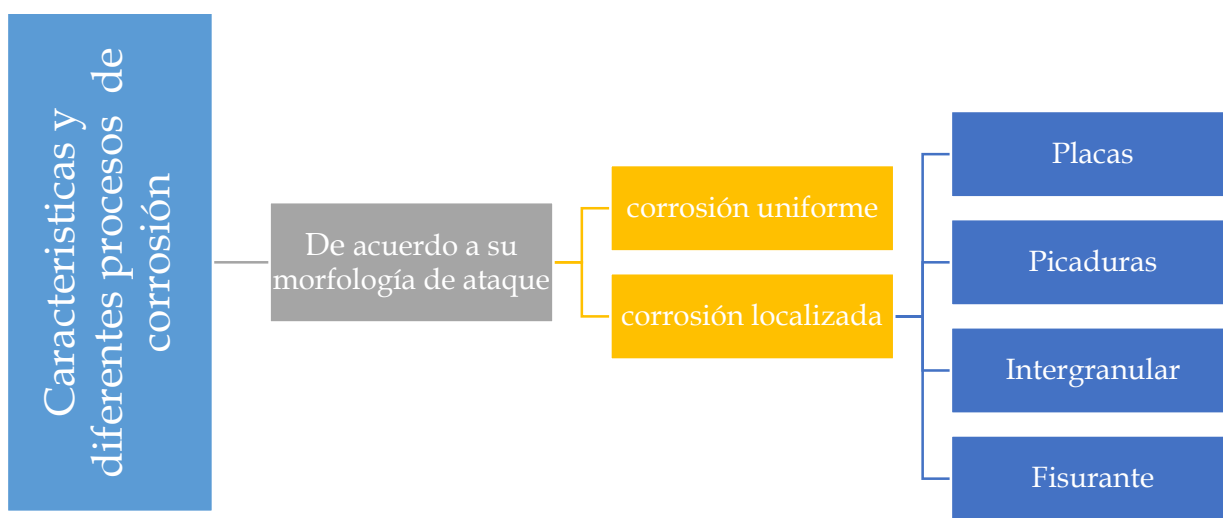 Caracteristicas y
diferentes procesos de
corrosión
De acuerdo a su
morfología de ataque
corrosión uniforme
corrosión localizada
Placas
Picaduras
Intergranular
Fisurante